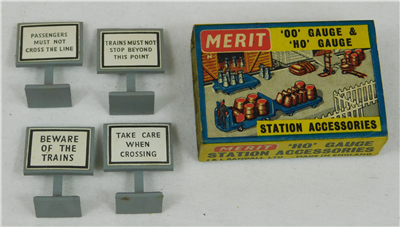 PASSENGERS
MUST NOT
CROSS THE LINE
TRAINS MUST NOT
STOP BEYOND
THIS POINT
BEWARE
OF THE
TRAINS
TAKE CARE
WHEN
CROSSING
MERIT
'OO' GAUGE &
'HO' GAUGE
STATION ACCESSORIES
MERIT 'HO' GAUGE
STATION ACCESSORIES